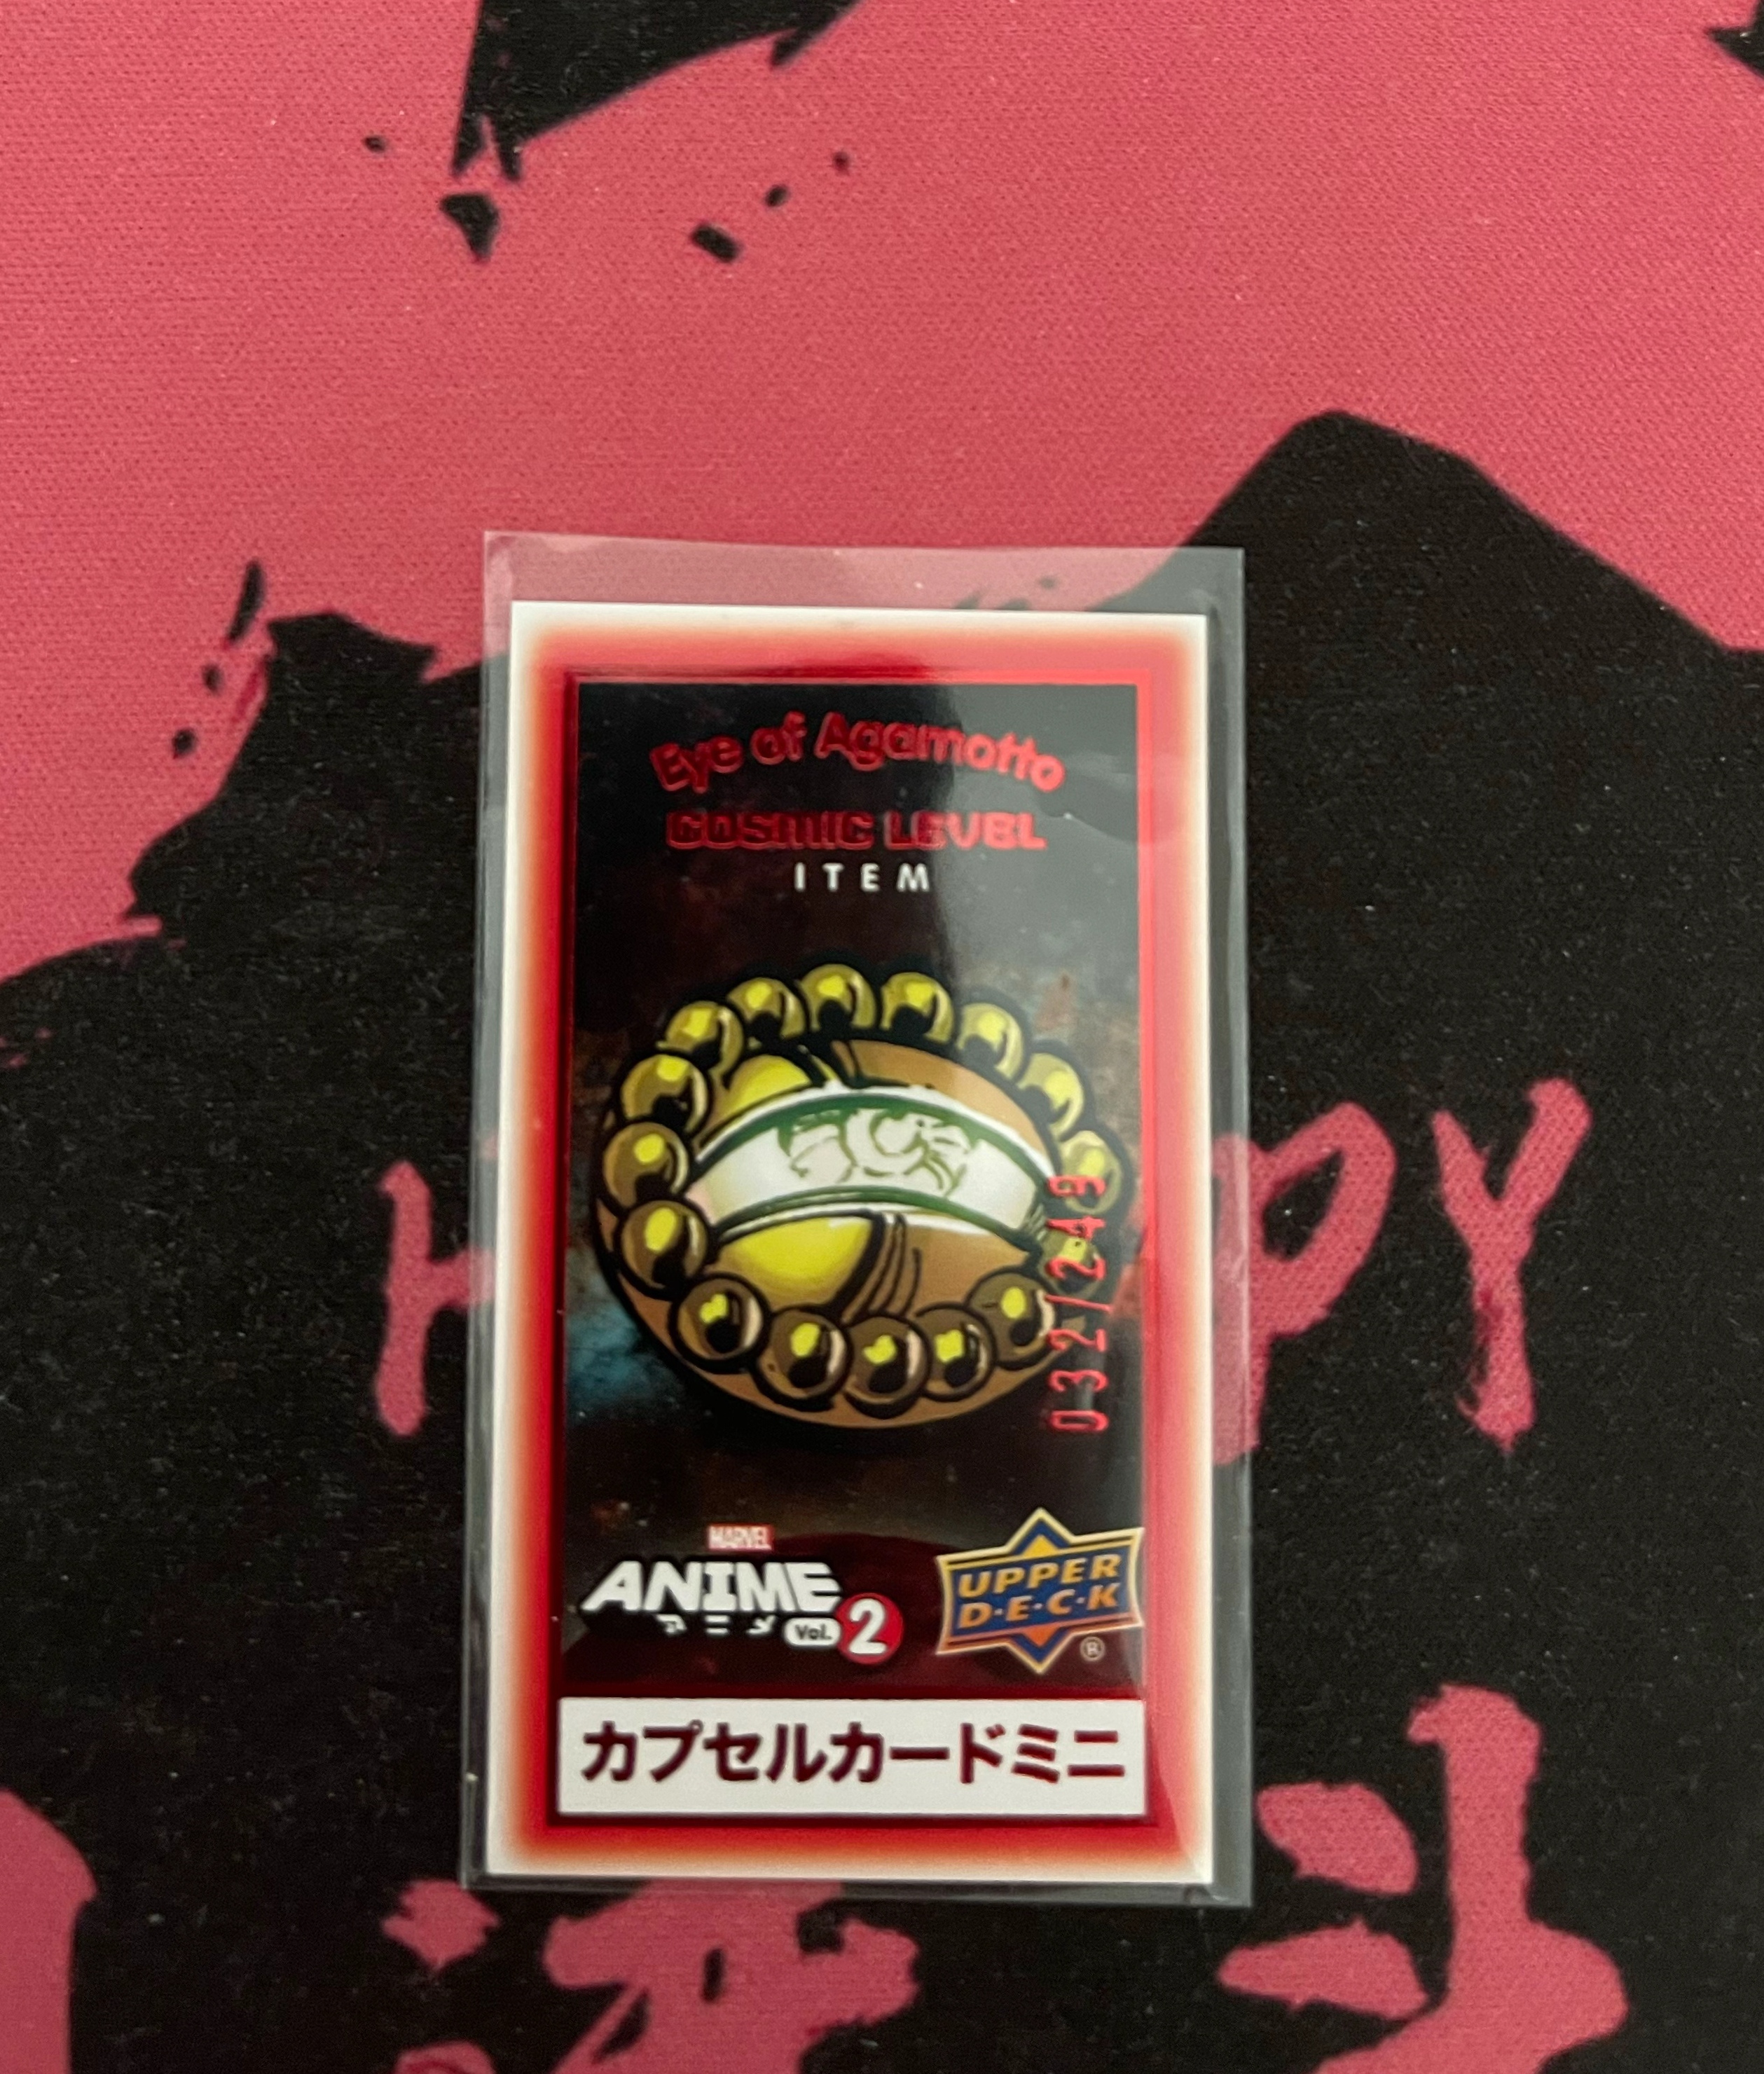 Eye of Agamotto
COSMIC LEVEL
ITEM
032/249
MARVEL
ANIME
アニメ Vol. 2
UPPER
D·E·C·K
®
カプセルカードミニ
PY